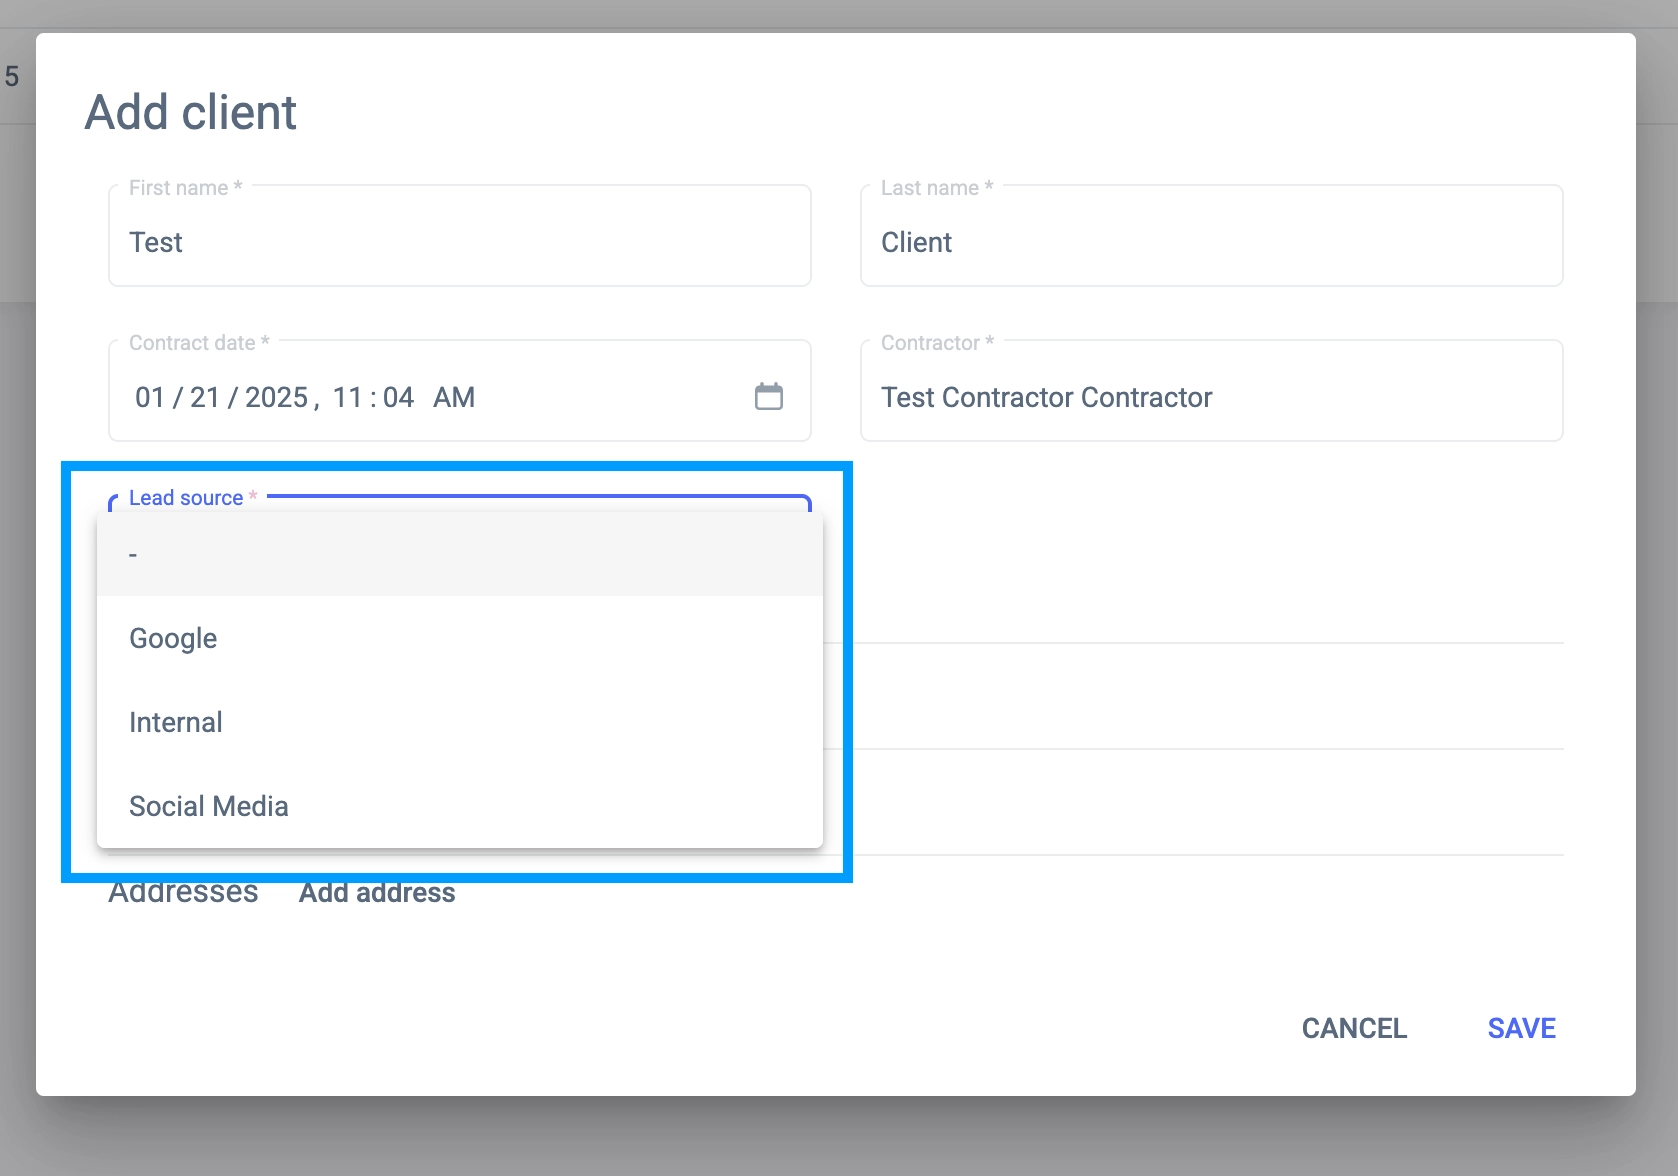 5
Add client
First name *
Test
Last name *
Client
Contract date *
01 / 21 / 2025 , 11 : 04 AM
Contractor *
Test Contractor Contractor
Lead source *
-
Google
Internal
Social Media
Addresses Add address
CANCEL SAVE